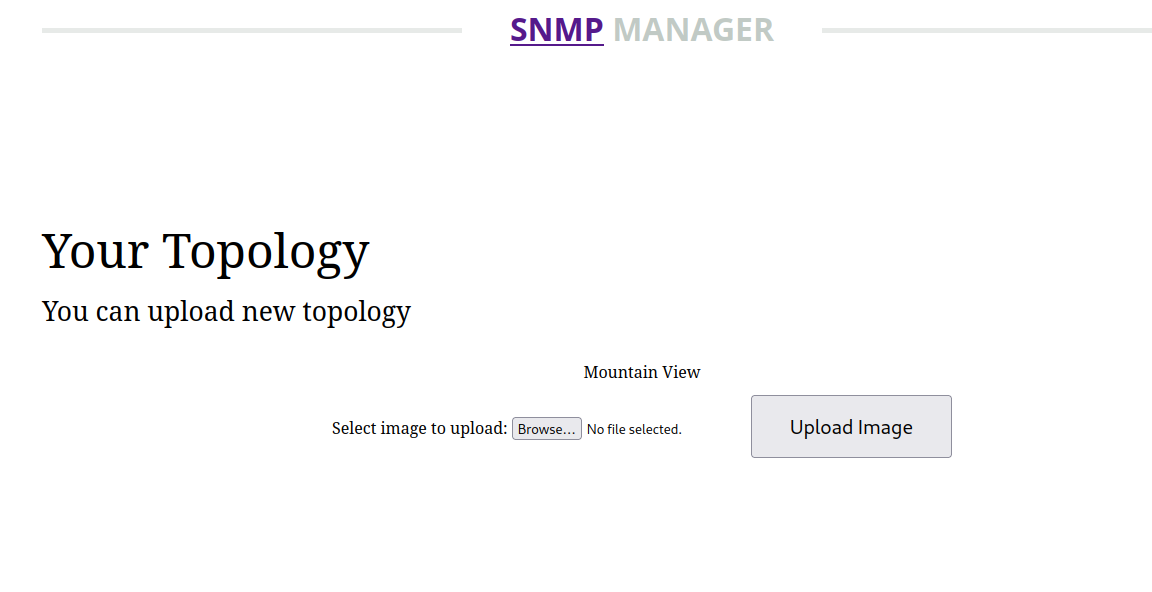 SNMP MANAGER
Your Topology
You can upload new topology
Mountain View
Select image to upload: Browse... No file selected. Upload Image